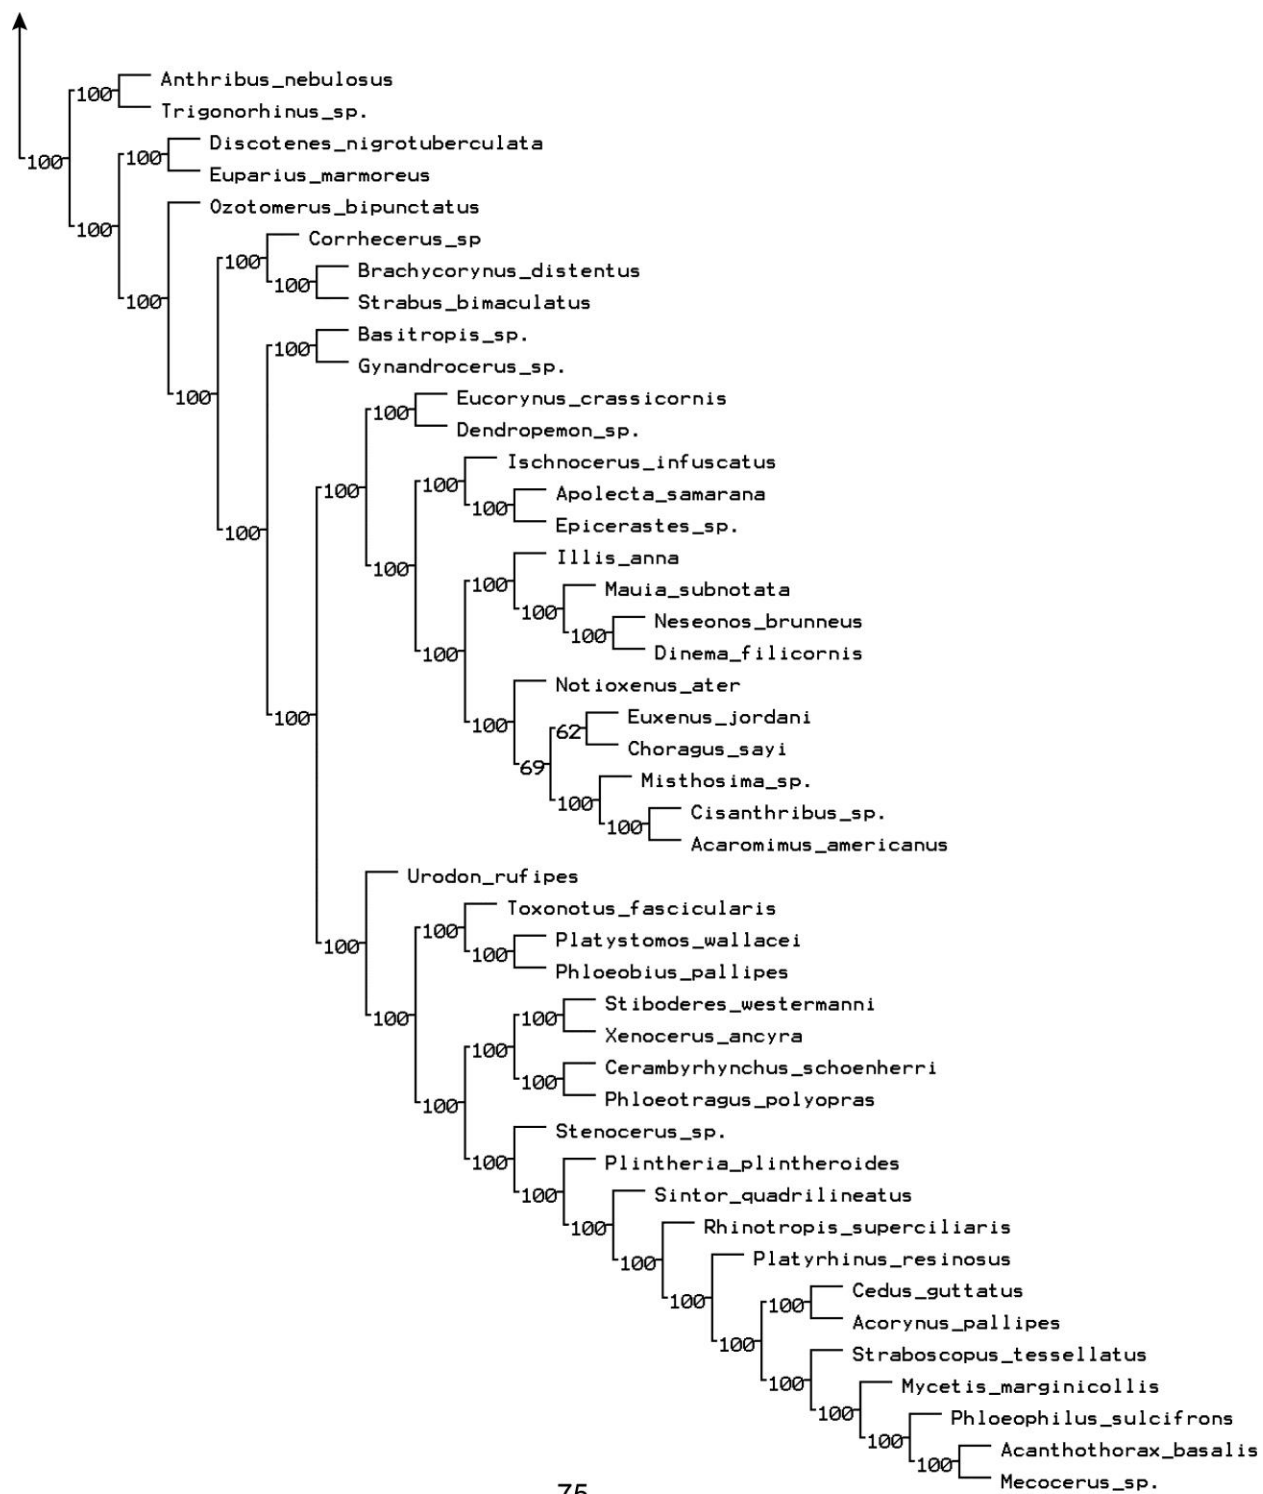 Anthribus_nebulosus
100
Trigonorhinus_sp.
Discotenes_nigrotuberculata
100
100
Euparius_marmoreus
Ozotomerus_bipunctatus
100
Corrhecerus_sp
100
Brachycorynus_distentus
100
100
Strabus_bimaculatus
Basitropis_sp.
100
Gynandrocerus_sp.
100
Eucorynus_crassicornis
100
Dendropemon_sp.
Ischnocerus_infuscatus
100
100
Apolecta_samarana
100
Epicerastes_sp.
100
Illis_anna
100
100
Mauia_subnotata
100
Neseonos_brunneus
100
100
Dinema_filicornis
Notioxenus_ater
100
100
Euxenus_jordani
62
Choragus_sayi
69
Misthosima_sp.
100
Cisanthribus_sp.
100
Acaromimus_americanus
Urodon_rufipes
Toxonotus_fascicularis
100
100
Platystomos_wallacei
100
Phloeobius_pallipes
Stiboderes_westermanni
100
100
Xenocerus_ancyra
100
Cerambyrhynchus_schoenherri
100
Phloeotragus_polyopras
100
Stenocerus_sp.
100
Plintheria_plintheroides
100
Sintor_quadrilineatus
100
Rhinotropis_superciliaris
100
Platyrhinus_resinosus
Cedus_guttatus
100
100
Acorynus_pallipes
100
Straboscopus_tessellatus
100
Mycetis_marginicollis
100
Phloeophilus_sulcifrons
100
Acanthothorax_basalis
100
Mecocerus_sp.
75